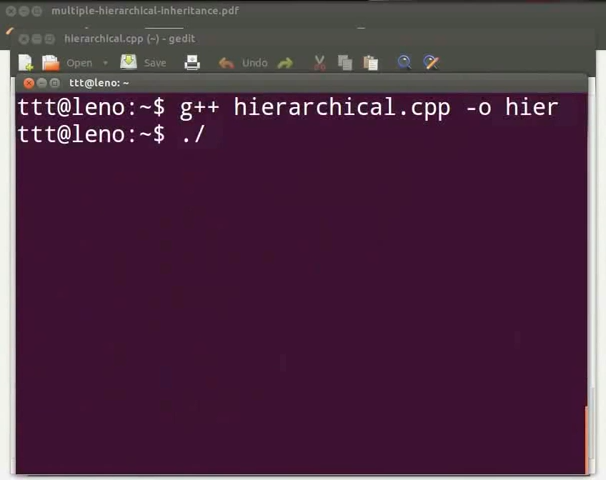 multiple-hierarchical-inheritance.pdf
hierarchical.cpp (~) - gedit
Open Save Undo
ttt@leno: ~
ttt@leno:~$ g++ hierarchical.cpp -o hier
ttt@leno:~$ ./